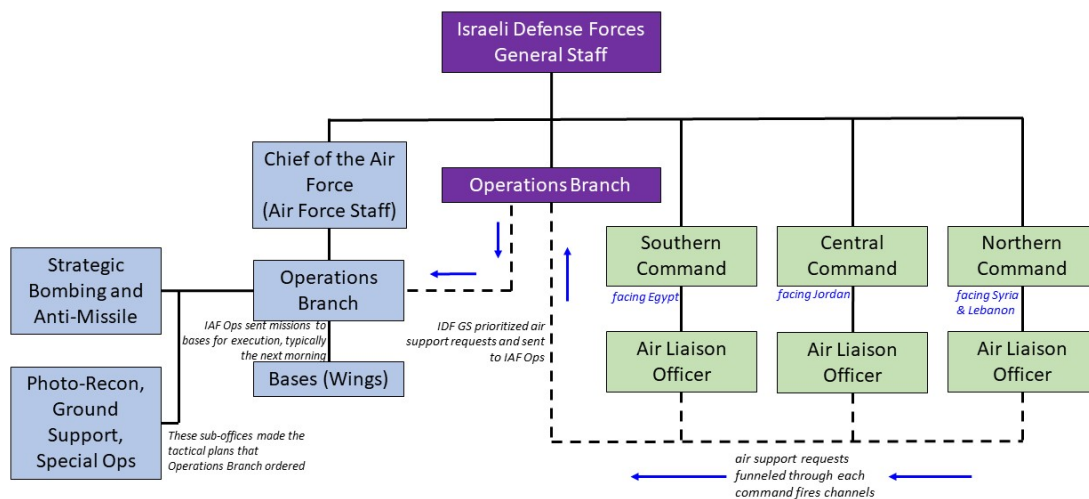 Israeli Defense Forces
General Staff
Chief of the Air
Force
(Air Force Staff)
Operations Branch
Southern
Command
facing Egypt
Central
Command
facing Jordan
Northern
Command
facing Syria
& Lebanon
Strategic
Bombing and
Anti-Missile
Operations
Branch
IAF Ops sent missions to
bases for execution, typically
the next morning
IDF GS prioritized air
support requests and sent
to IAF Ops
Air Liaison
Officer
Air Liaison
Officer
Air Liaison
Officer
Bases (Wings)
Photo-Recon,
Ground
Support,
Special Ops
These sub-offices made the
tactical plans that
Operations Branch ordered
air support requests
funneled through each
command fires channels